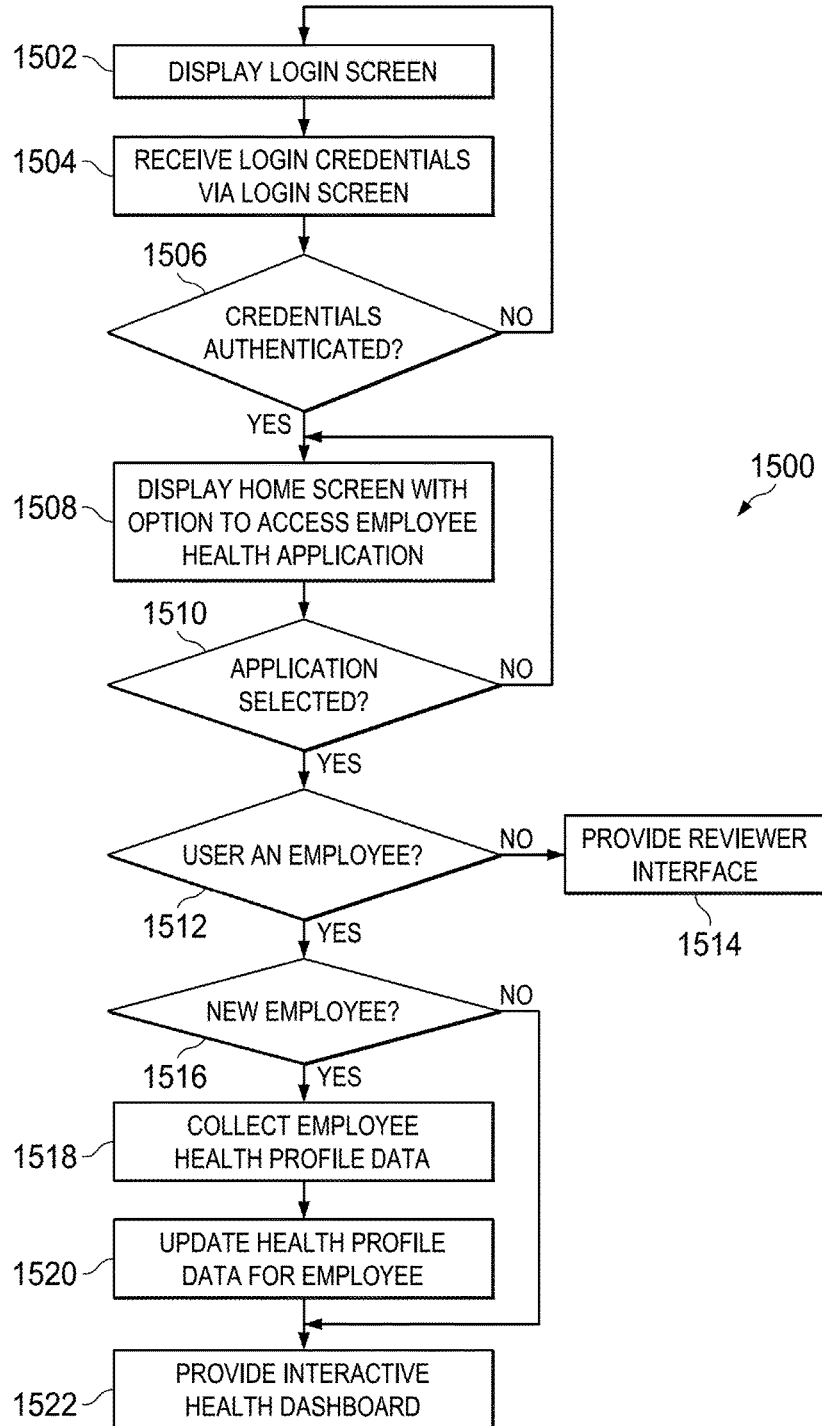 1502
DISPLAY LOGIN SCREEN
1504
RECEIVE LOGIN CREDENTIALS
VIA LOGIN SCREEN
1506
CREDENTIALS
AUTHENTICATED?
NO
YES
1508
DISPLAY HOME SCREEN WITH
OPTION TO ACCESS EMPLOYEE
HEALTH APPLICATION
1500
1510
APPLICATION
SELECTED?
NO
YES
USER AN EMPLOYEE?
NO
PROVIDE REVIEWER
INTERFACE
1512
1514
YES
NEW EMPLOYEE?
NO
1516
YES
1518
COLLECT EMPLOYEE
HEALTH PROFILE DATA
1520
UPDATE HEALTH PROFILE
DATA FOR EMPLOYEE
1522
PROVIDE INTERACTIVE
HEALTH DASHBOARD